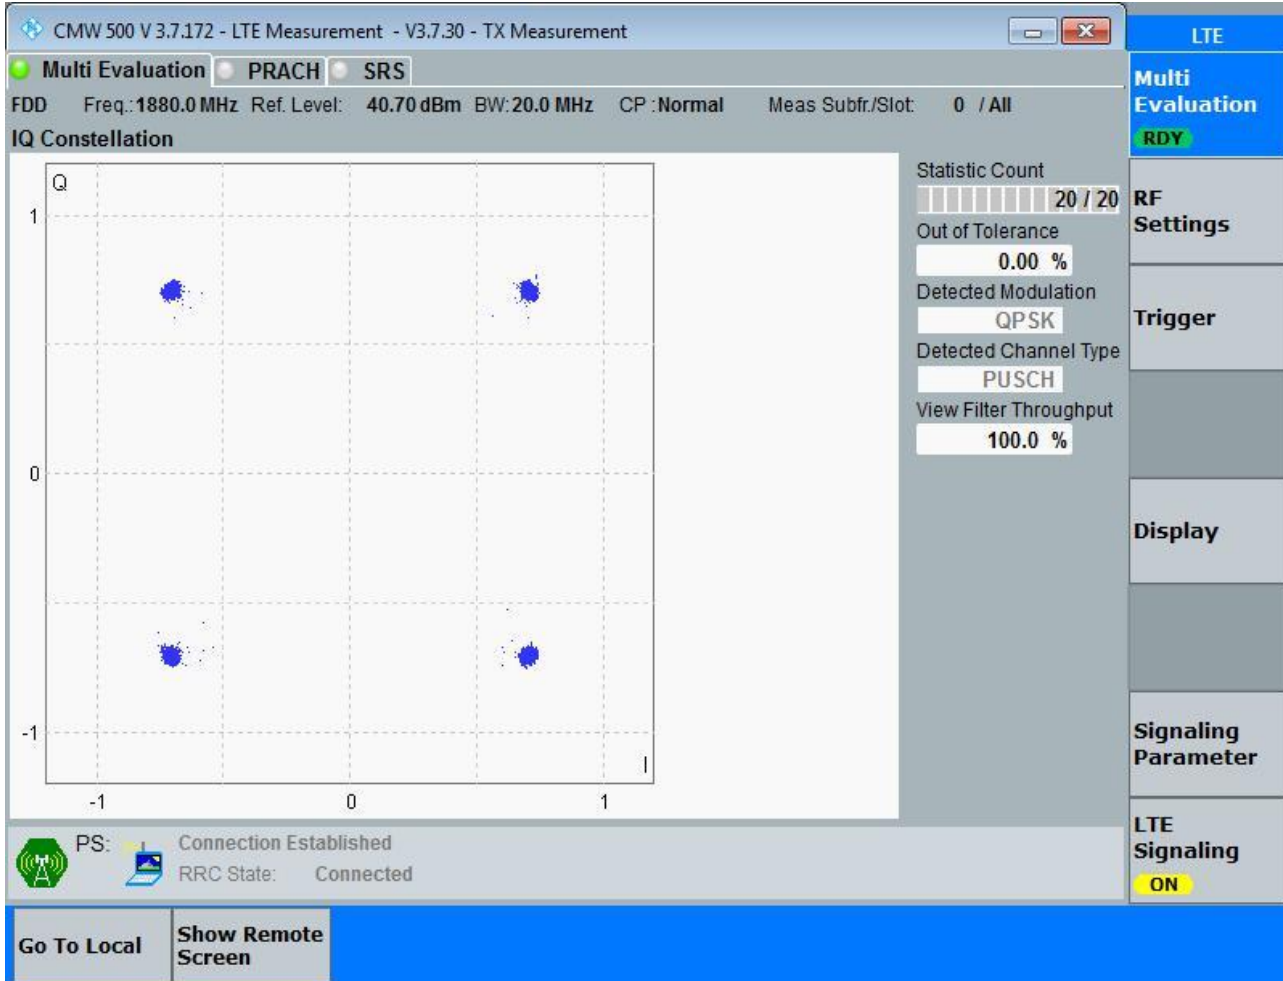 CMW 500 V 3.7.172 - LTE Measurement - V3.7.30 - TX Measurement
LTE
Multi Evaluation PRACH SRS
FDD Freq.:1880.0 MHz Ref. Level: 40.70 dBm BW:20.0 MHz CP :Normal Meas Subfr./Slot: 0 / All
IQ Constellation
Q
1
0
-1
I
-1 0 1
Statistic Count
20 / 20
Out of Tolerance
0.00 %
Detected Modulation
QPSK
Detected Channel Type
PUSCH
View Filter Throughput
100.0 %
Multi
Evaluation
RDY
RF
Settings
Trigger
Display
Signaling
Parameter
LTE
Signaling
ON
PS: Connection Established
RRC State: Connected
Go To Local
Show Remote
Screen